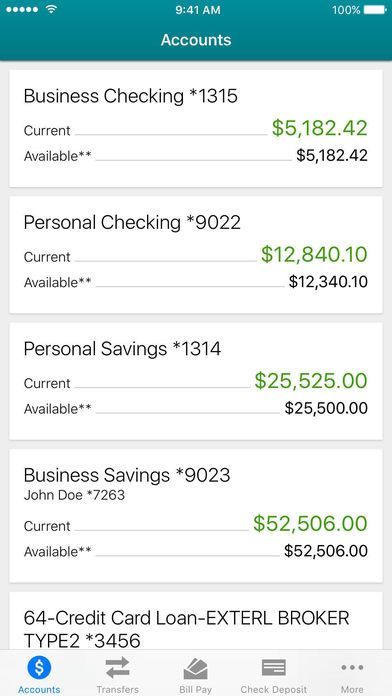 9:41 AM 100%
Accounts
Business Checking *1315
Current $5,182.42
Available** $5,182.42
Personal Checking *9022
Current $12,840.10
Available** $12,340.10
Personal Savings *1314
Current $25,525.00
Available** $25,500.00
Business Savings *9023
John Doe *7263
Current $52,506.00
Available** $52,506.00
64-Credit Card Loan-EXTERL BROKER
TYPE2 *3456
$
Accounts Transfers Bill Pay Check Deposit More